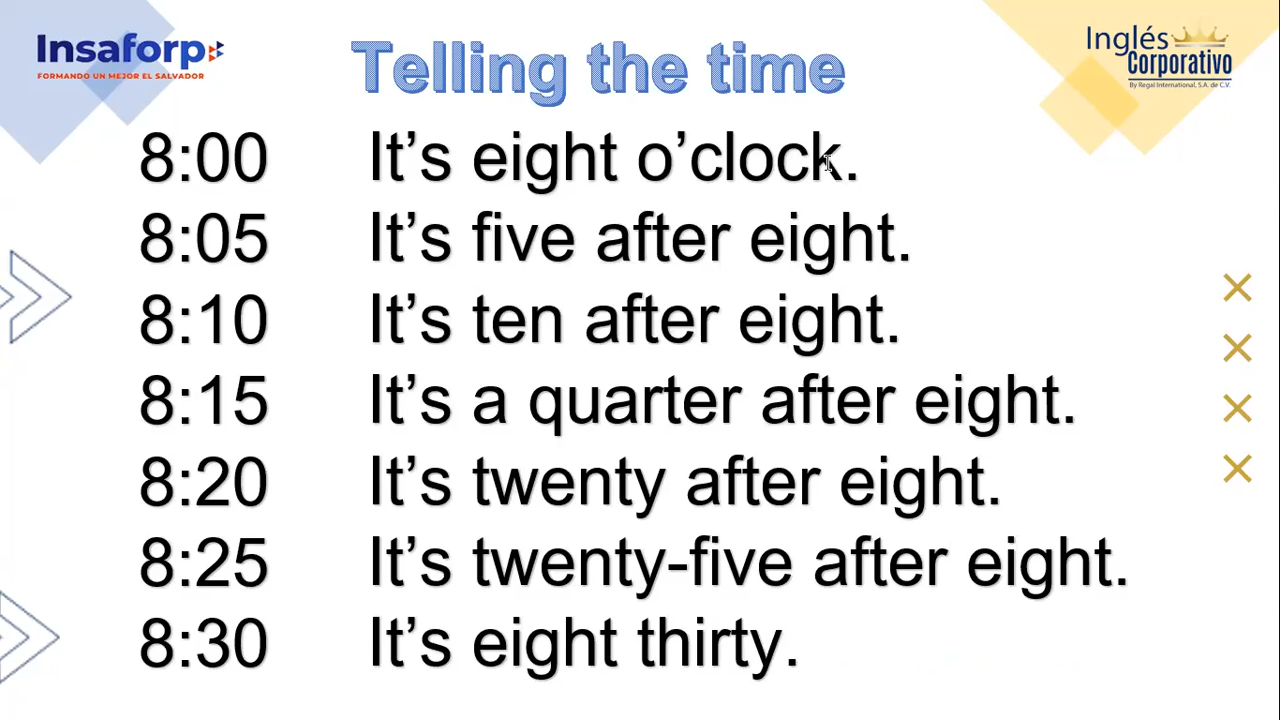 Insaforp
FORMANDO UN MEJOR EL SALVADOR
Telling the time
Inglés
Corporativo
By Regal International, S.A. de C.V.
8:00 It’s eight o’clock.
8:05 It’s five after eight.
8:10 It’s ten after eight.
8:15 It’s a quarter after eight.
8:20 It’s twenty after eight.
8:25 It’s twenty-five after eight.
8:30 It’s eight thirty.